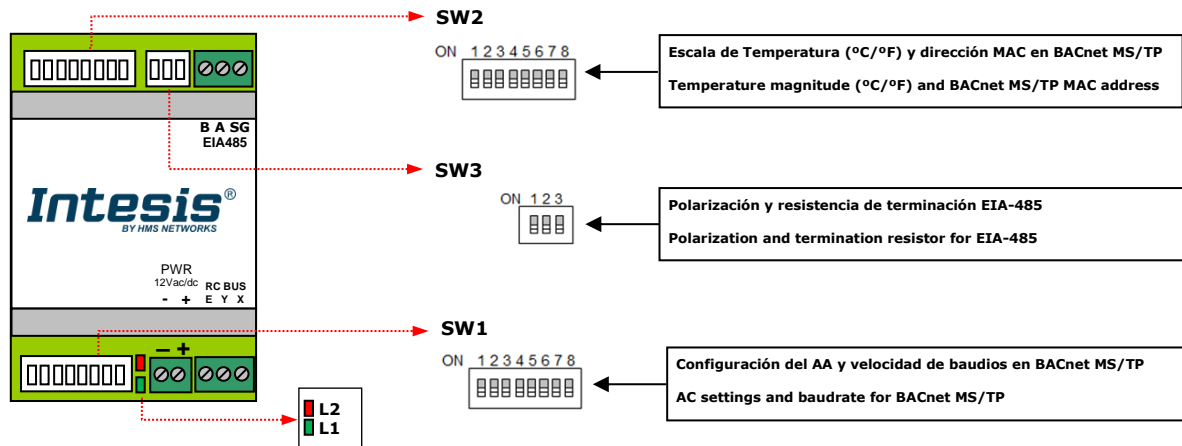 SW2
ON 1 2 3 4 5 6 7 8
Escala de Temperatura (ºC/ºF) y dirección MAC en BACnet MS/TP
Temperature magnitude (ºC/ºF) and BACnet MS/TP MAC address
B A SG
EIA485
SW3
ON 1 2 3
Polarización y resistencia de terminación EIA-485
Polarization and termination resistor for EIA-485
Intesis®
BY HMS NETWORKS
PWR
12Vac/dc
- +
RC BUS
E Y X
SW1
ON 1 2 3 4 5 6 7 8
Configuración del AA y velocidad de baudios en BACnet MS/TP
AC settings and baudrate for BACnet MS/TP
– +
L2
L1